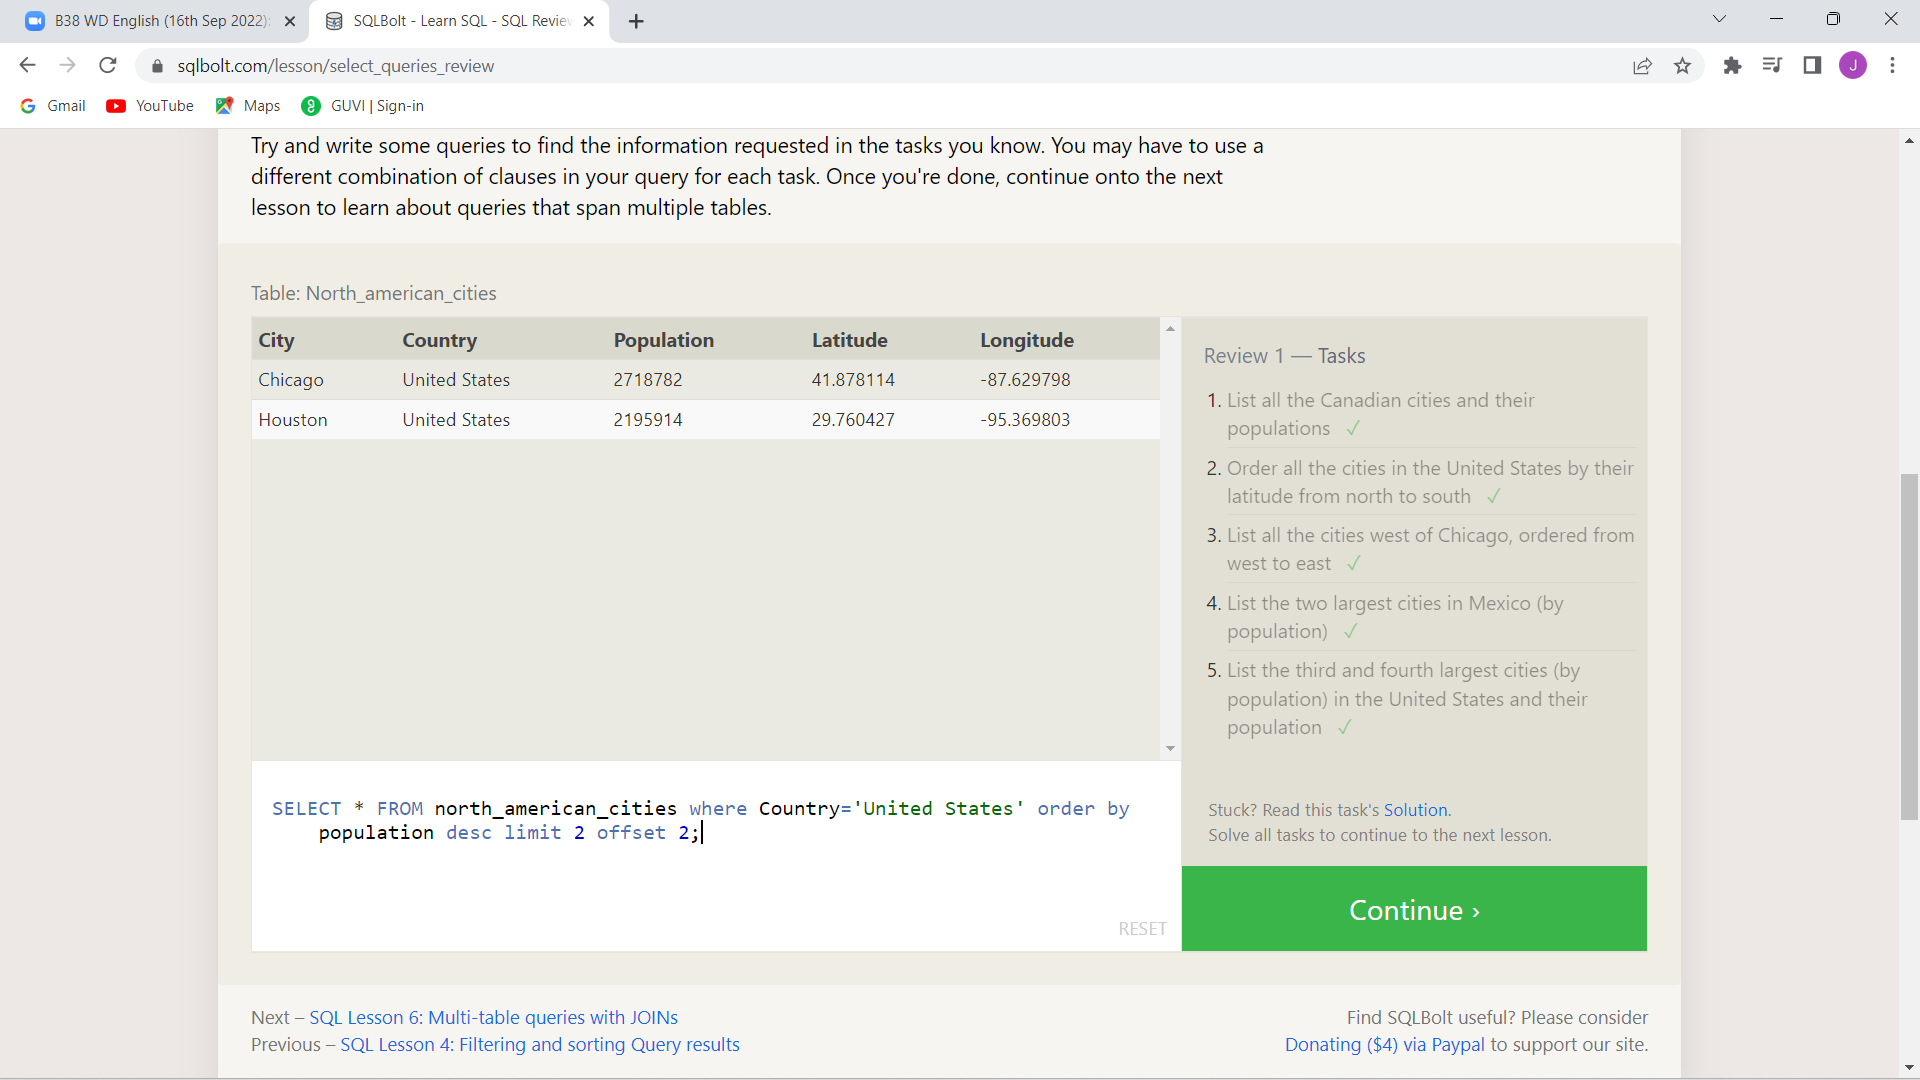 B38 WD English (16th Sep 2022):
SQLBolt - Learn SQL - SQL Review
sqlbolt.com/lesson/select_queries_review
J
Gmail
YouTube
Maps
GUVI | Sign-in
Try and write some queries to find the information requested in the tasks you know. You may have to use a
different combination of clauses in your query for each task. Once you're done, continue onto the next
lesson to learn about queries that span multiple tables.
Table: North_american_cities
City Country Population Latitude Longitude
Chicago United States 2718782 41.878114 -87.629798
Houston United States 2195914 29.760427 -95.369803
Review 1 — Tasks
1. List all the Canadian cities and their
populations ✓
2. Order all the cities in the United States by their
latitude from north to south ✓
3. List all the cities west of Chicago, ordered from
west to east ✓
4. List the two largest cities in Mexico (by
population) ✓
5. List the third and fourth largest cities (by
population) in the United States and their
population ✓
SELECT * FROM north_american_cities where Country='United States' order by
population desc limit 2 offset 2;
RESET
Stuck? Read this task's Solution.
Solve all tasks to continue to the next lesson.
Continue ›
Next – SQL Lesson 6: Multi-table queries with JOINs
Previous – SQL Lesson 4: Filtering and sorting Query results
Find SQLBolt useful? Please consider
Donating ($4) via Paypal to support our site.